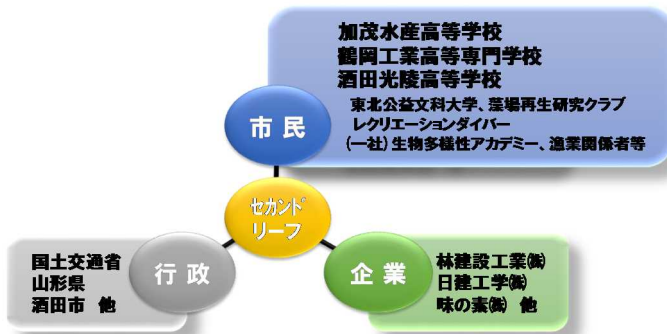 加茂水産高等学校
鶴岡工業高等専門学校
酒田光陵高等学校
東北公益文科大学、藻場再生研究クラブ
レクリエーションダイバー
(一社)生物多様性アカデミー、漁業関係者等
市民
セカンド
リーフ
国土交通省
山形県
酒田市 他
行政
企業
林建設工業㈱
日建工学㈱
味の素㈱ 他